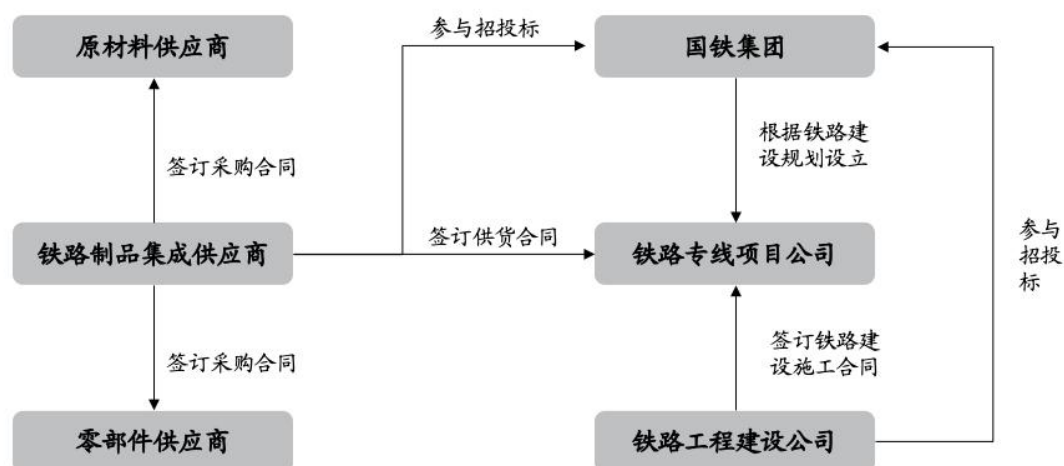 参与招投标
原材料供应商
国铁集团
根据铁路建
设规划设立
签订采购合同
铁路制品集成供应商
签订供货合同
铁路专线项目公司
参与
招投
标
签订采购合同
签订铁路建
设施工合同
零部件供应商
铁路工程建设公司